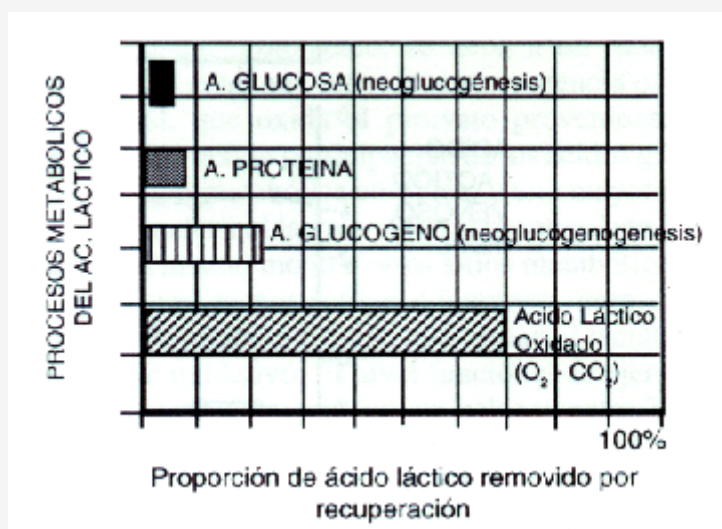 PROCESOS METABOLICOS
DEL AC. LACTICO
A. GLUCOSA (neoglucogénesis)
A. PROTEINA
A. GLUCOGENO (neoglucogenogenesis)
Acido Láctico
Oxidado
(O₂ - CO₂)
100%
Proporción de ácido láctico removido por
recuperación